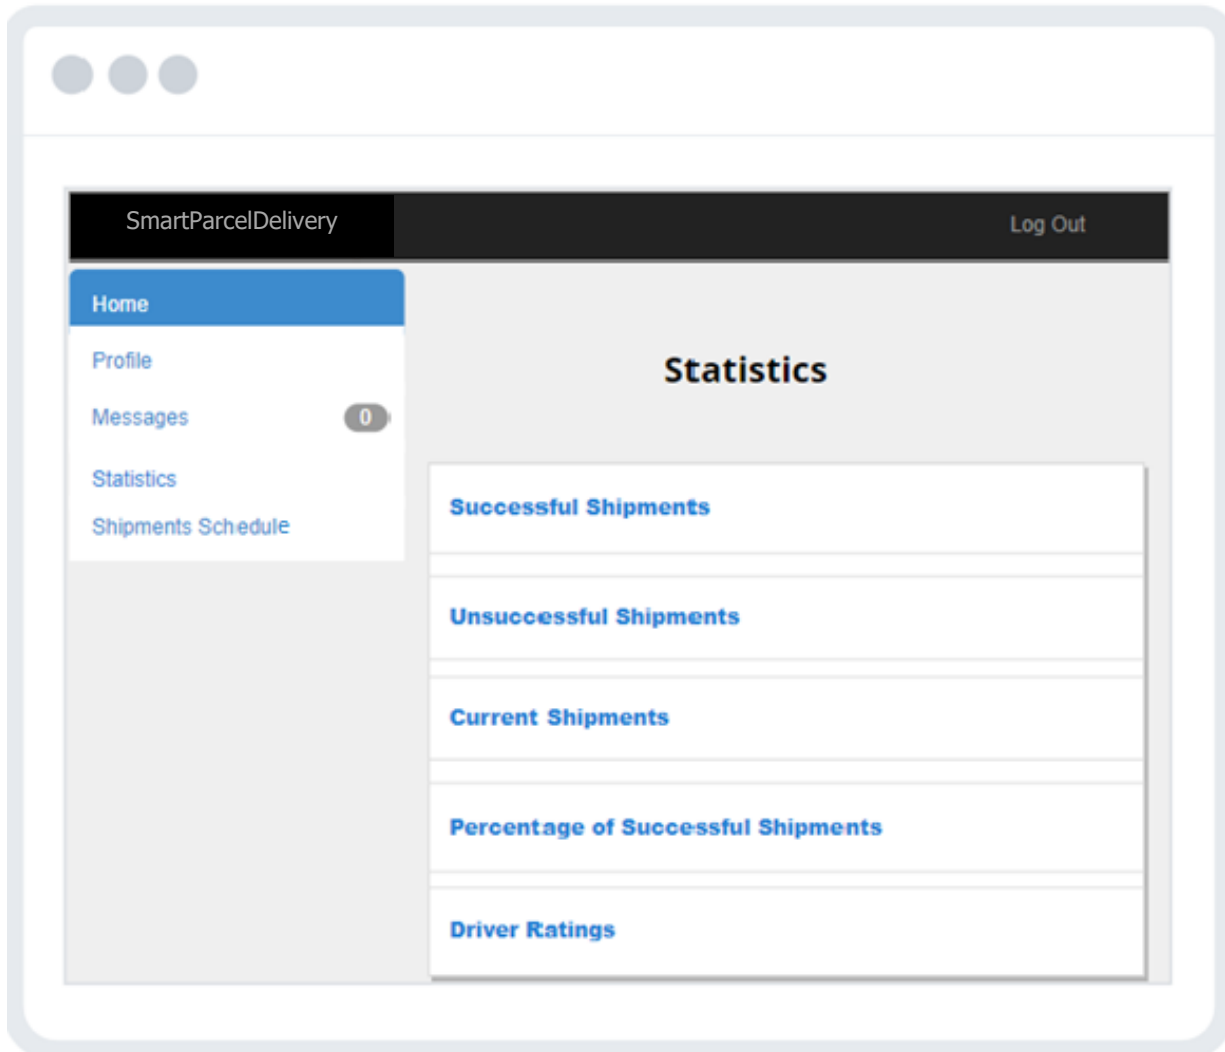 SmartParcelDelivery
Log Out
Home
Profile
Messages 0
Statistics
Shipments Schedule
Statistics
Successful Shipments
Unsuccessful Shipments
Current Shipments
Percentage of Successful Shipments
Driver Ratings